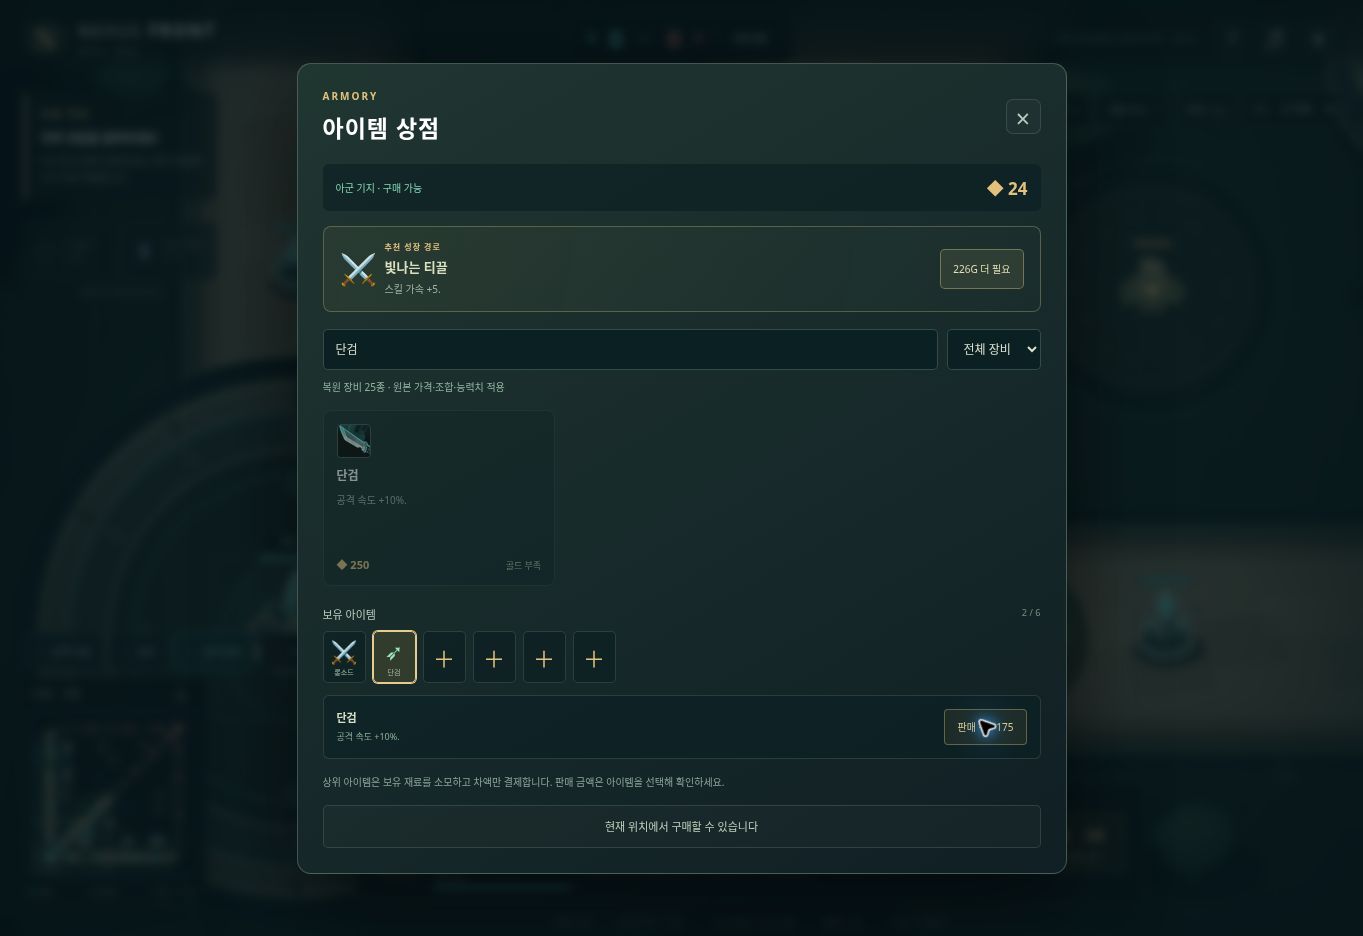 ARMORY
아이템 상점
아군 기지 · 구매 가능
24
추천 성장 경로
빛나는 티끌
스킬 가속 +5.
226G 더 필요
단검
전체 장비
복원 장비 25종 · 원본 가격·조합·능력치 적용
단검
공격 속도 +10%.
250
골드 부족
보유 아이템
2 / 6
롱소드
단검
단검
공격 속도 +10%.
판매 175
상위 아이템은 보유 재료를 소모하고 차액만 결제합니다. 판매 금액은 아이템을 선택해 확인하세요.
현재 위치에서 구매할 수 있습니다